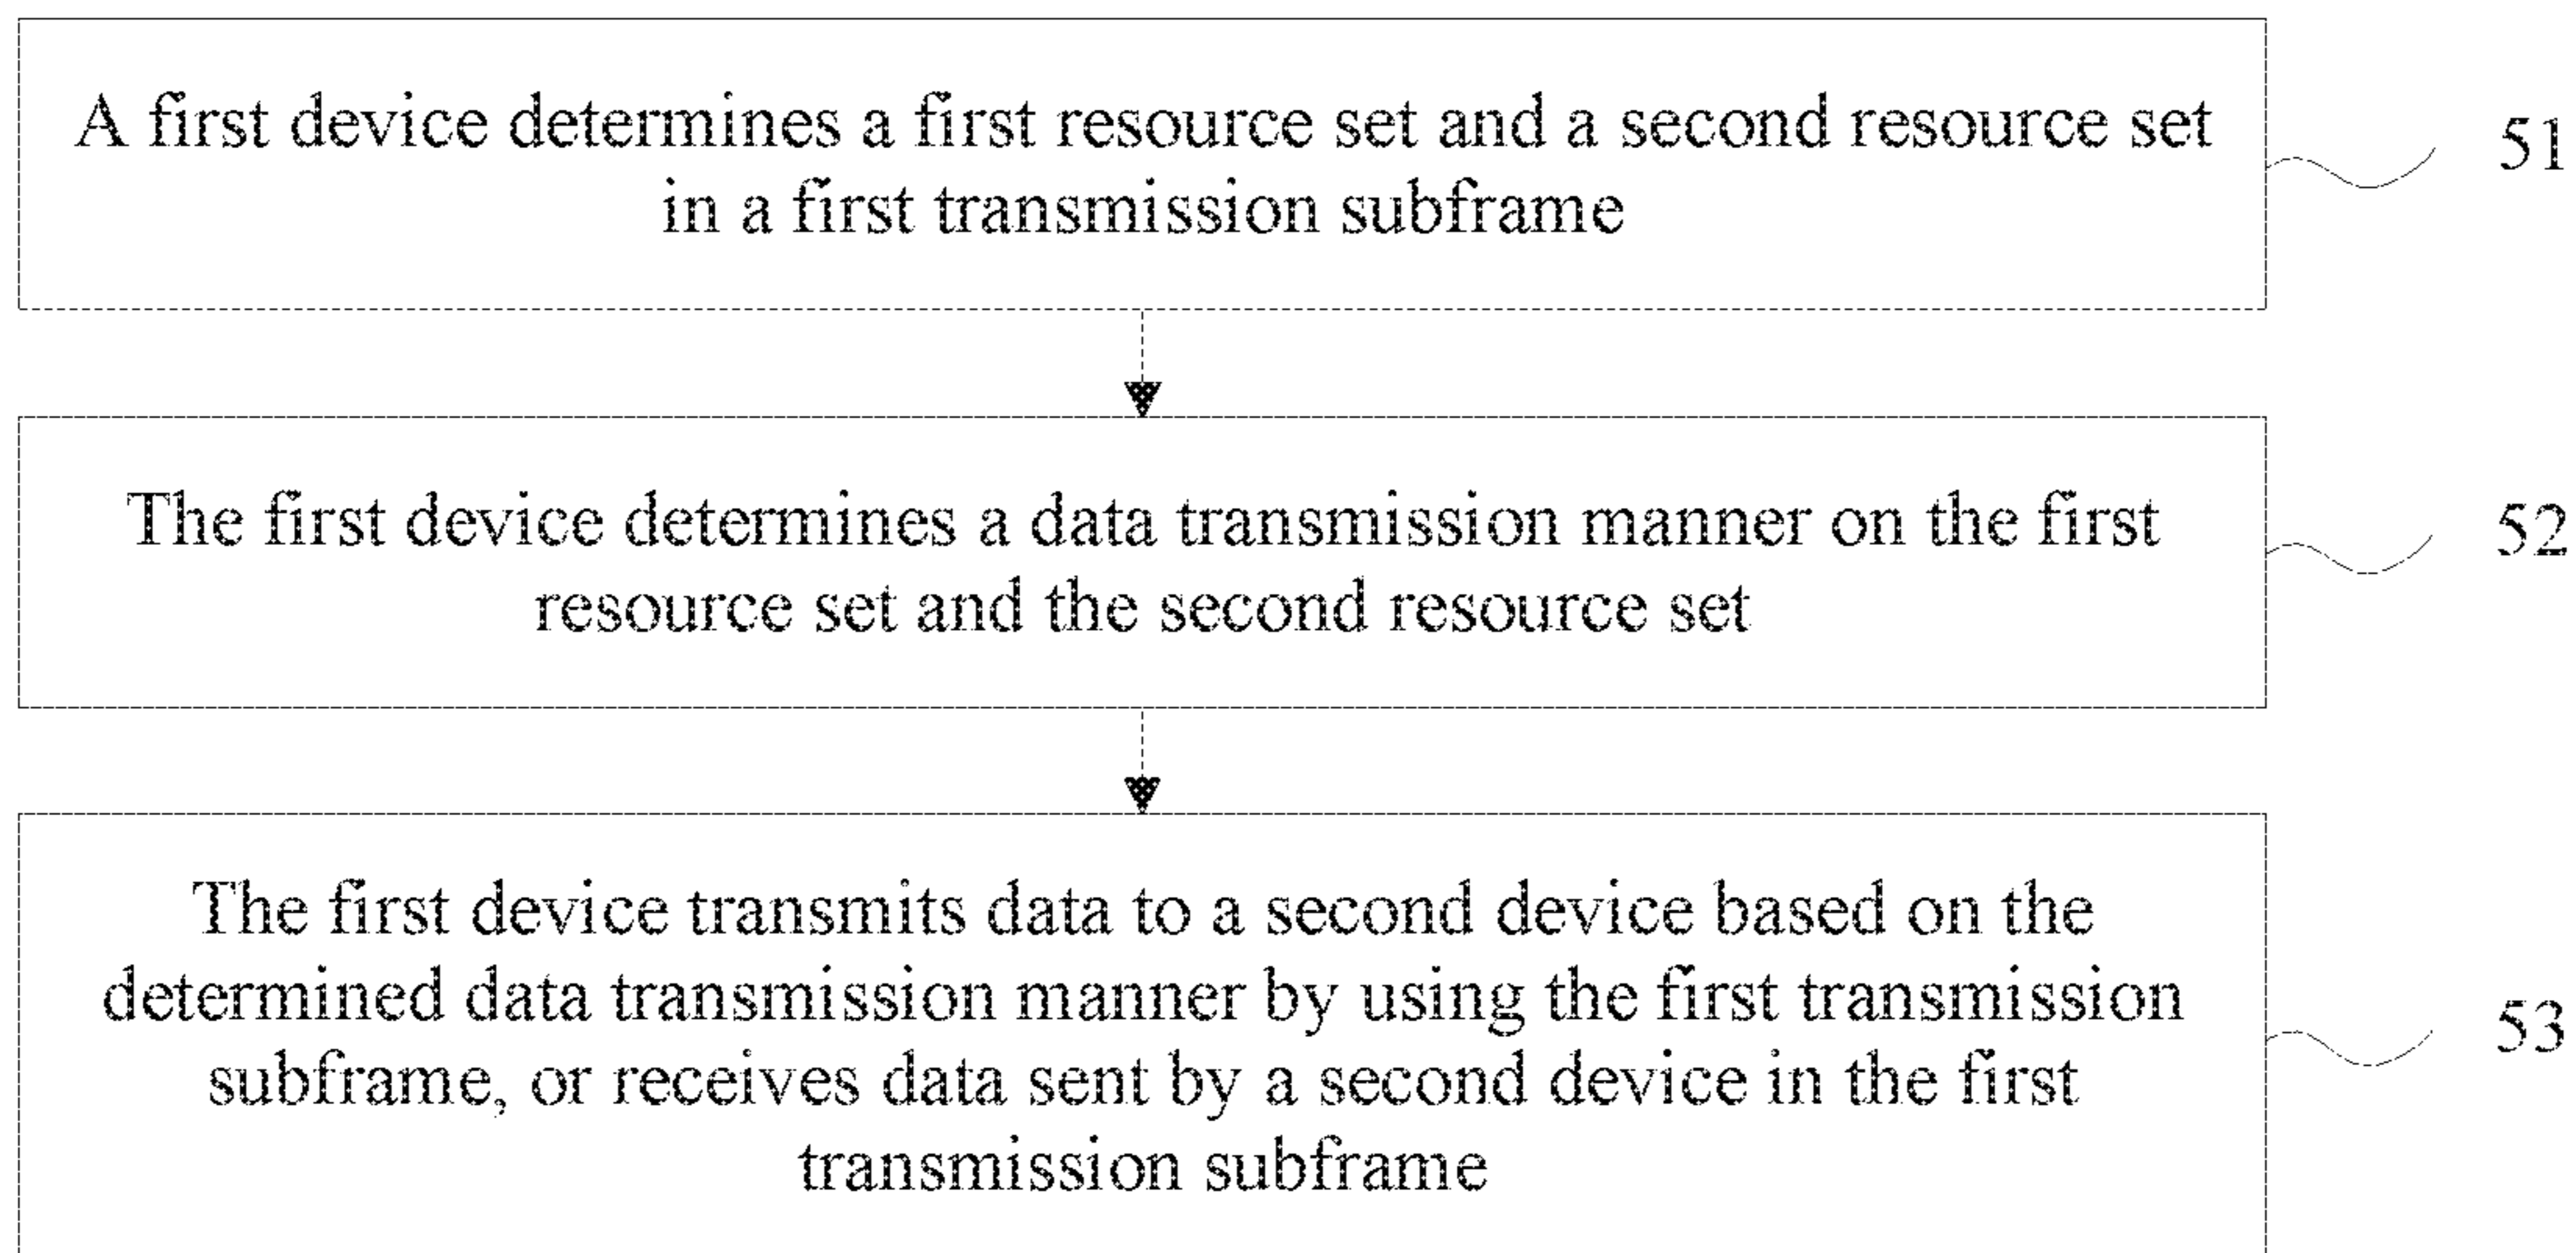 A first device determines a first resource set and a second resource set
in a first transmission subframe
51
The first device determines a data transmission manner on the first
resource set and the second resource set
52
The first device transmits data to a second device based on the
determined data transmission manner by using the first transmission
subframe, or receives data sent by a second device in the first
transmission subframe
53